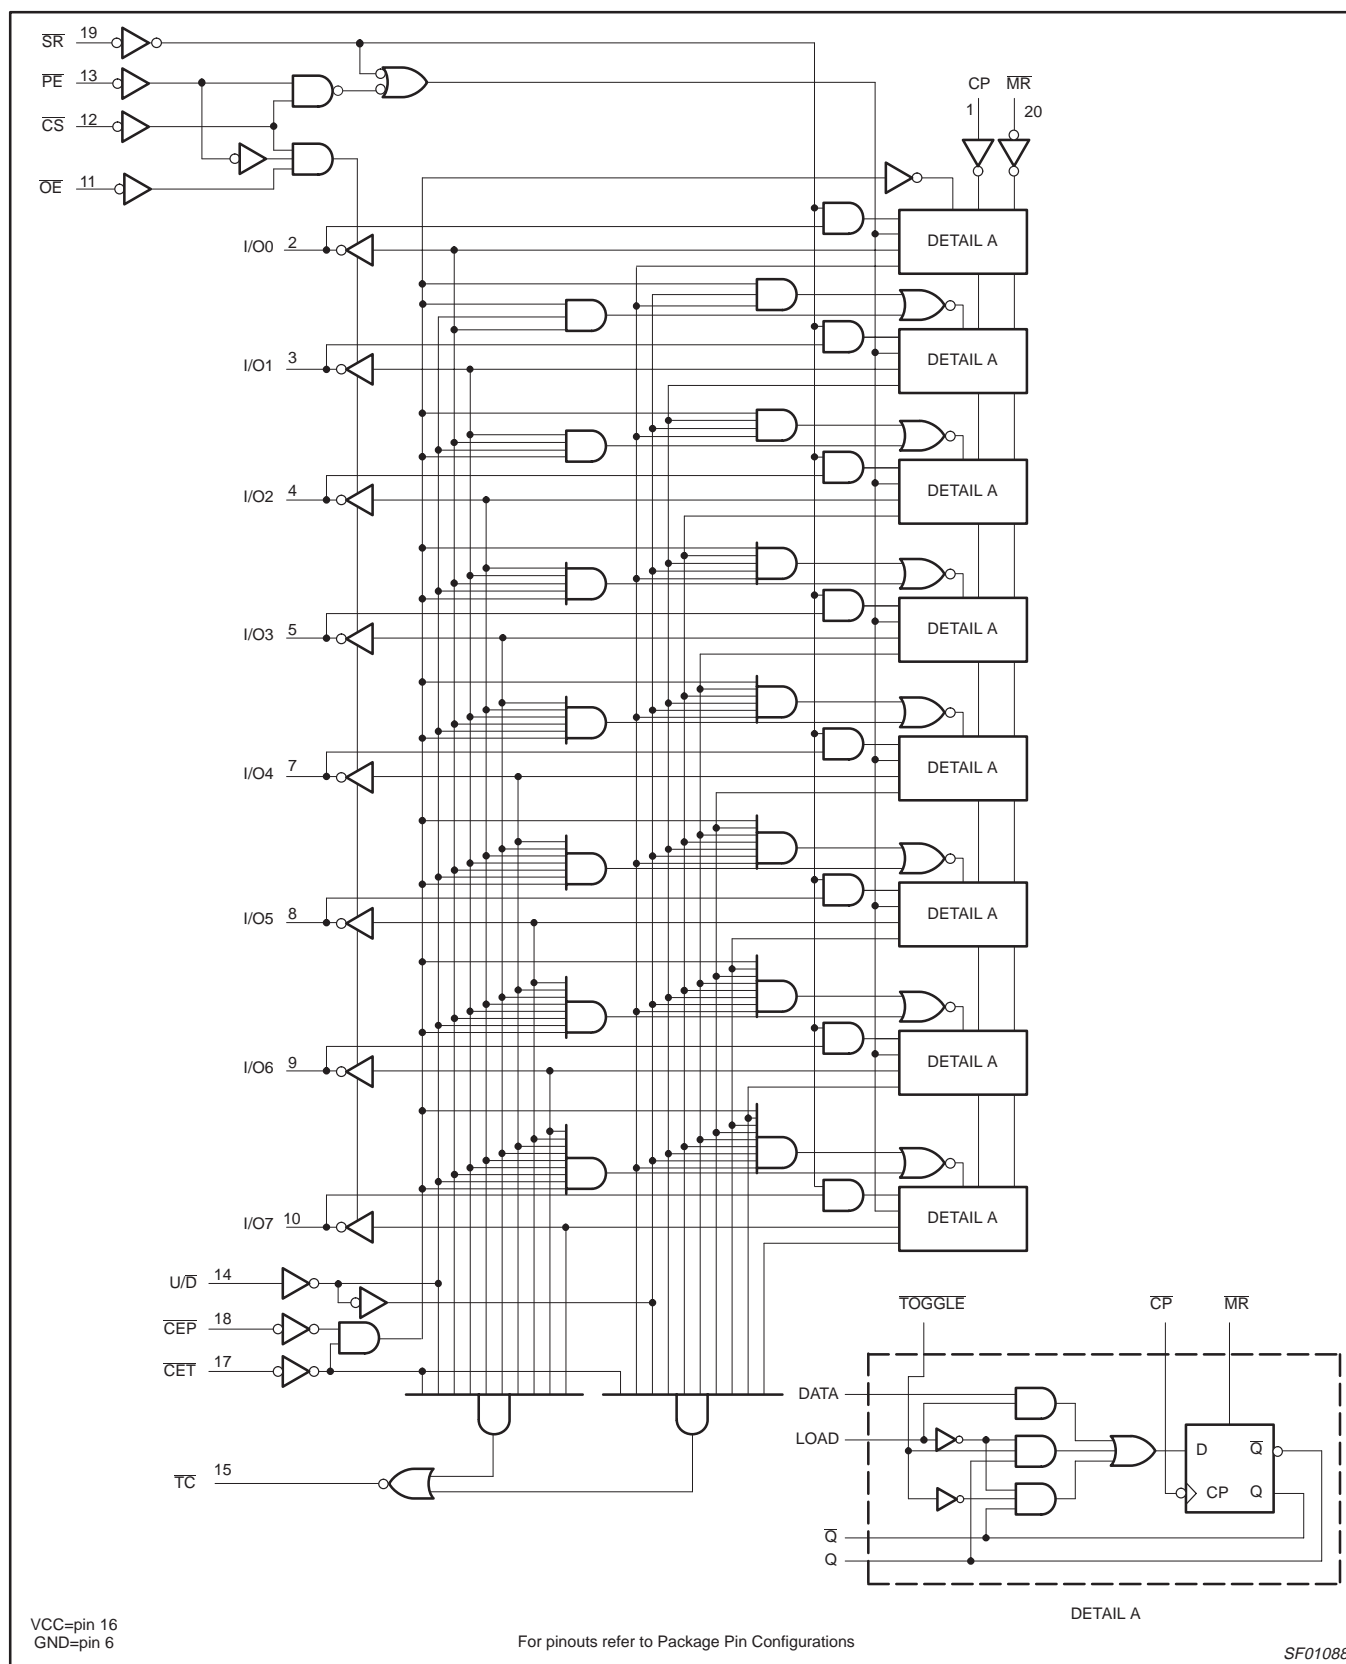 SR 19
PE 13
CP MR
CS 12
1 20
OE 11
I/O0 2
DETAIL A
I/O1 3
DETAIL A
I/O2 4
DETAIL A
I/O3 5
DETAIL A
I/O4 7
DETAIL A
I/O5 8
DETAIL A
I/O6 9
DETAIL A
I/O7 10
DETAIL A
U/D 14
TOGGLE CP MR
CEP 18
CET 17
DATA
LOAD
D Q
CP Q
TC 15
Q
Q
DETAIL A
VCC=pin 16
GND=pin 6
For pinouts refer to Package Pin Configurations
SF01088